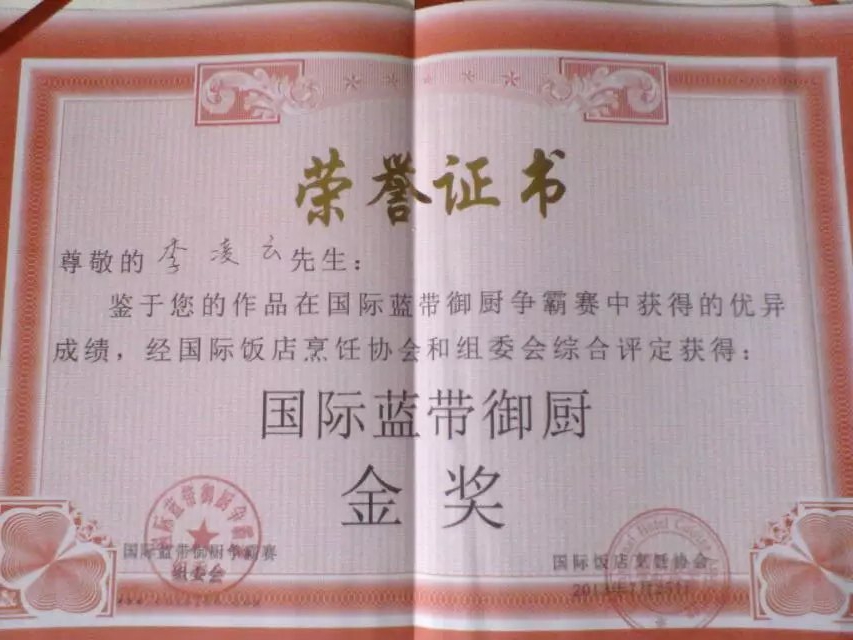 荣誉证书
尊敬的 李凌云 先生：
鉴于您的作品在国际蓝带御厨争霸赛中获得的优异
成绩，经国际饭店烹饪协会和组委会综合评定获得：
国际蓝带御厨
金奖
国际蓝带御厨争霸赛
组委会
国际饭店烹饪协会